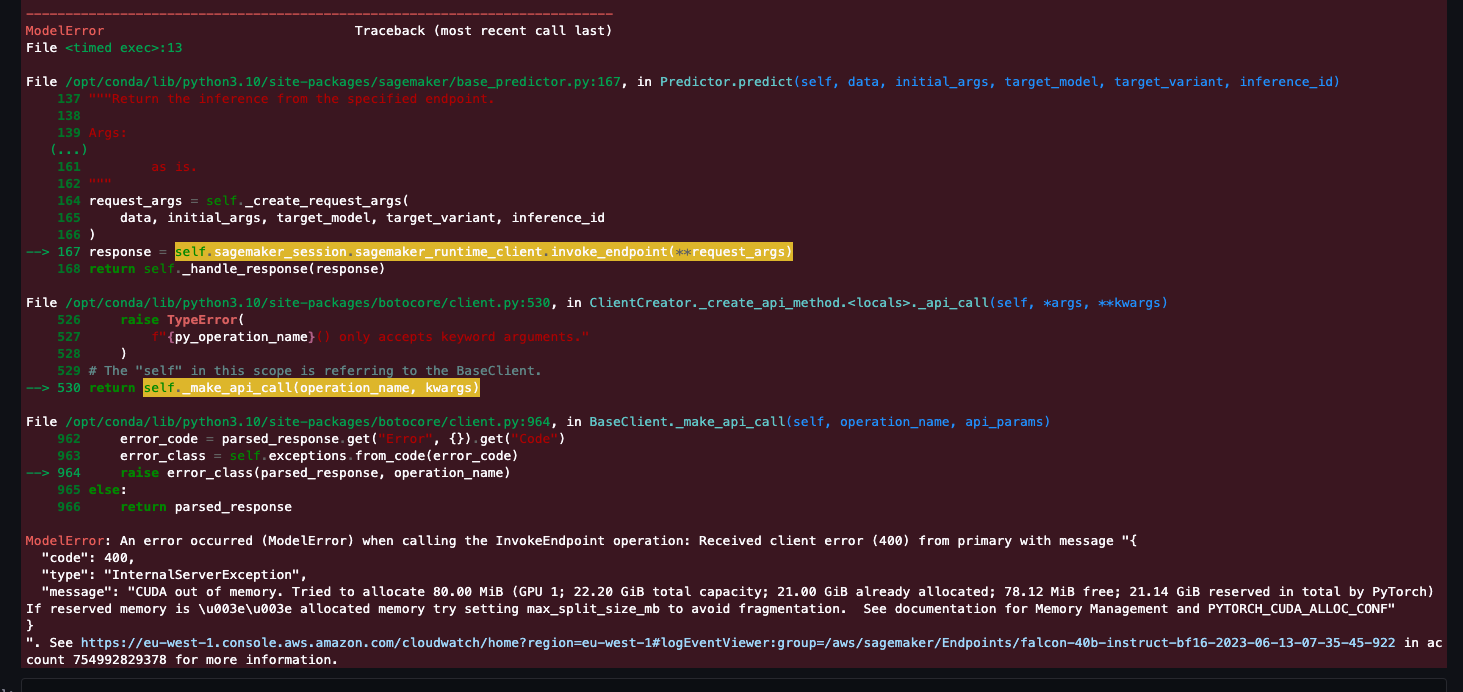 ---------------------------------------------------------------------------
ModelError                                Traceback (most recent call last)
File <timed exec>:13

File /opt/conda/lib/python3.10/site-packages/sagemaker/base_predictor.py:167, in Predictor.predict(self, data, initial_args, target_model, target_variant, inference_id)
    137 """Return the inference from the specified endpoint.
    138
    139 Args:
   (...)
    161         as is.
    162 """
    164 request_args = self._create_request_args(
    165     data, initial_args, target_model, target_variant, inference_id
    166 )
--> 167 response = self.sagemaker_session.sagemaker_runtime_client.invoke_endpoint(**request_args)
    168 return self._handle_response(response)

File /opt/conda/lib/python3.10/site-packages/botocore/client.py:530, in ClientCreator._create_api_method.<locals>._api_call(self, *args, **kwargs)
    526     raise TypeError(
    527         f"{py_operation_name}() only accepts keyword arguments."
    528     )
    529 # The "self" in this scope is referring to the BaseClient.
--> 530 return self._make_api_call(operation_name, kwargs)

File /opt/conda/lib/python3.10/site-packages/botocore/client.py:964, in BaseClient._make_api_call(self, operation_name, api_params)
    962     error_code = parsed_response.get("Error", {}).get("Code")
    963     error_class = self.exceptions.from_code(error_code)
--> 964     raise error_class(parsed_response, operation_name)
    965 else:
    966     return parsed_response

ModelError: An error occurred (ModelError) when calling the InvokeEndpoint operation: Received client error (400) from primary with message "{
  "code": 400,
  "type": "InternalServerException",
  "message": "CUDA out of memory. Tried to allocate 80.00 MiB (GPU 1; 22.20 GiB total capacity; 21.00 GiB already allocated; 78.12 MiB free; 21.14 GiB reserved in total by PyTorch)
If reserved memory is \u003e\u003e allocated memory try setting max_split_size_mb to avoid fragmentation.  See documentation for Memory Management and PYTORCH_CUDA_ALLOC_CONF"
}
". See https://eu-west-1.console.aws.amazon.com/cloudwatch/home?region=eu-west-1#logEventViewer:group=/aws/sagemaker/Endpoints/falcon-40b-instruct-bf16-2023-06-13-07-35-45-922 in ac
count 754992829378 for more information.